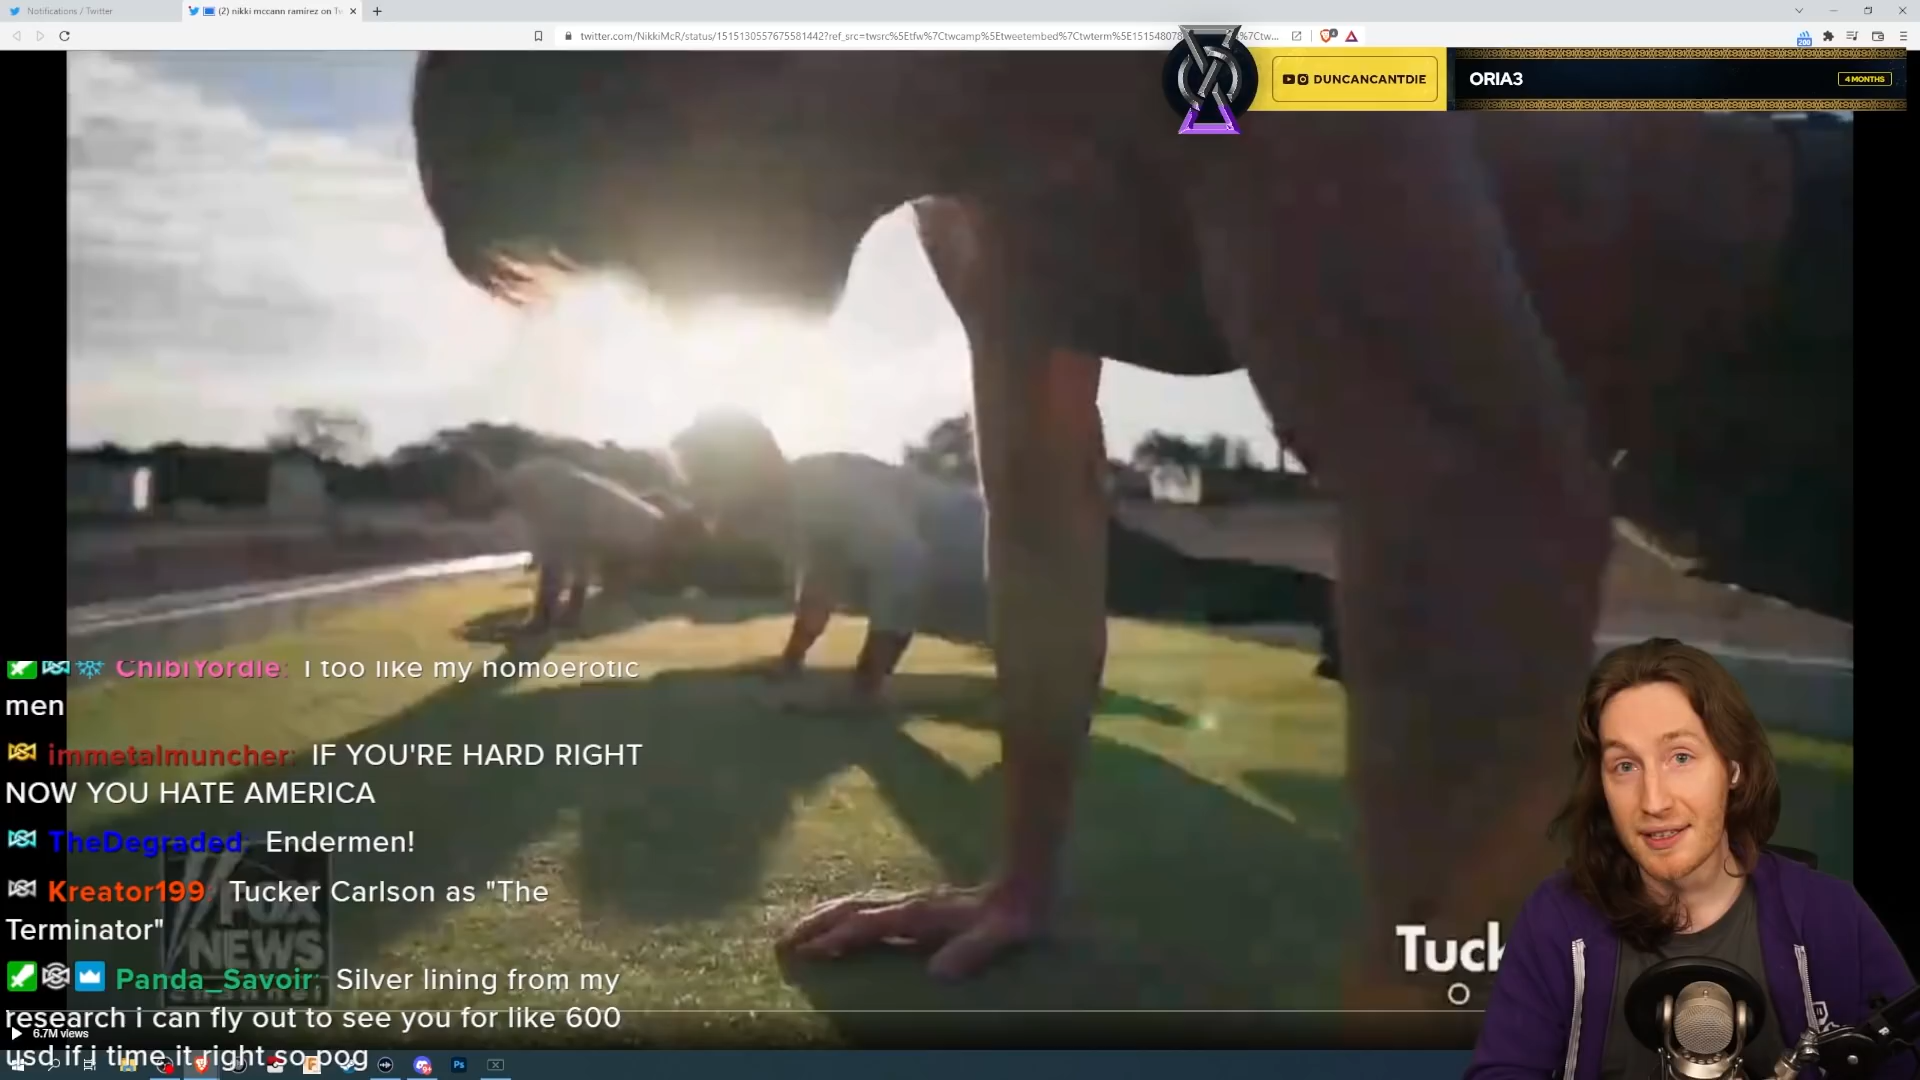 Notifications / Twitter
(2) nikki mccann ramirez on Tw
twitter.com/NikkiMcR/status/1515130557675581442?ref_src=twsrc%5Etfw%7Ctwcamp%5Etweetembed%7Ctwterm%5E151548078
%7Ctw...
200
DUNCANCANTDIE
ORIA3
4 MONTHS
ChibiYordle: I too like my homoerotic
men
immetalmuncher: IF YOU'RE HARD RIGHT
NOW YOU HATE AMERICA
TheDegraded: Endermen!
Kreator199: Tucker Carlson as "The
Terminator"
FOX
NEWS
channel
Panda_Savoir: Silver lining from my
research i can fly out to see you for like 600
usd if i time it right so pog
6.7M views
Tuck
Ps